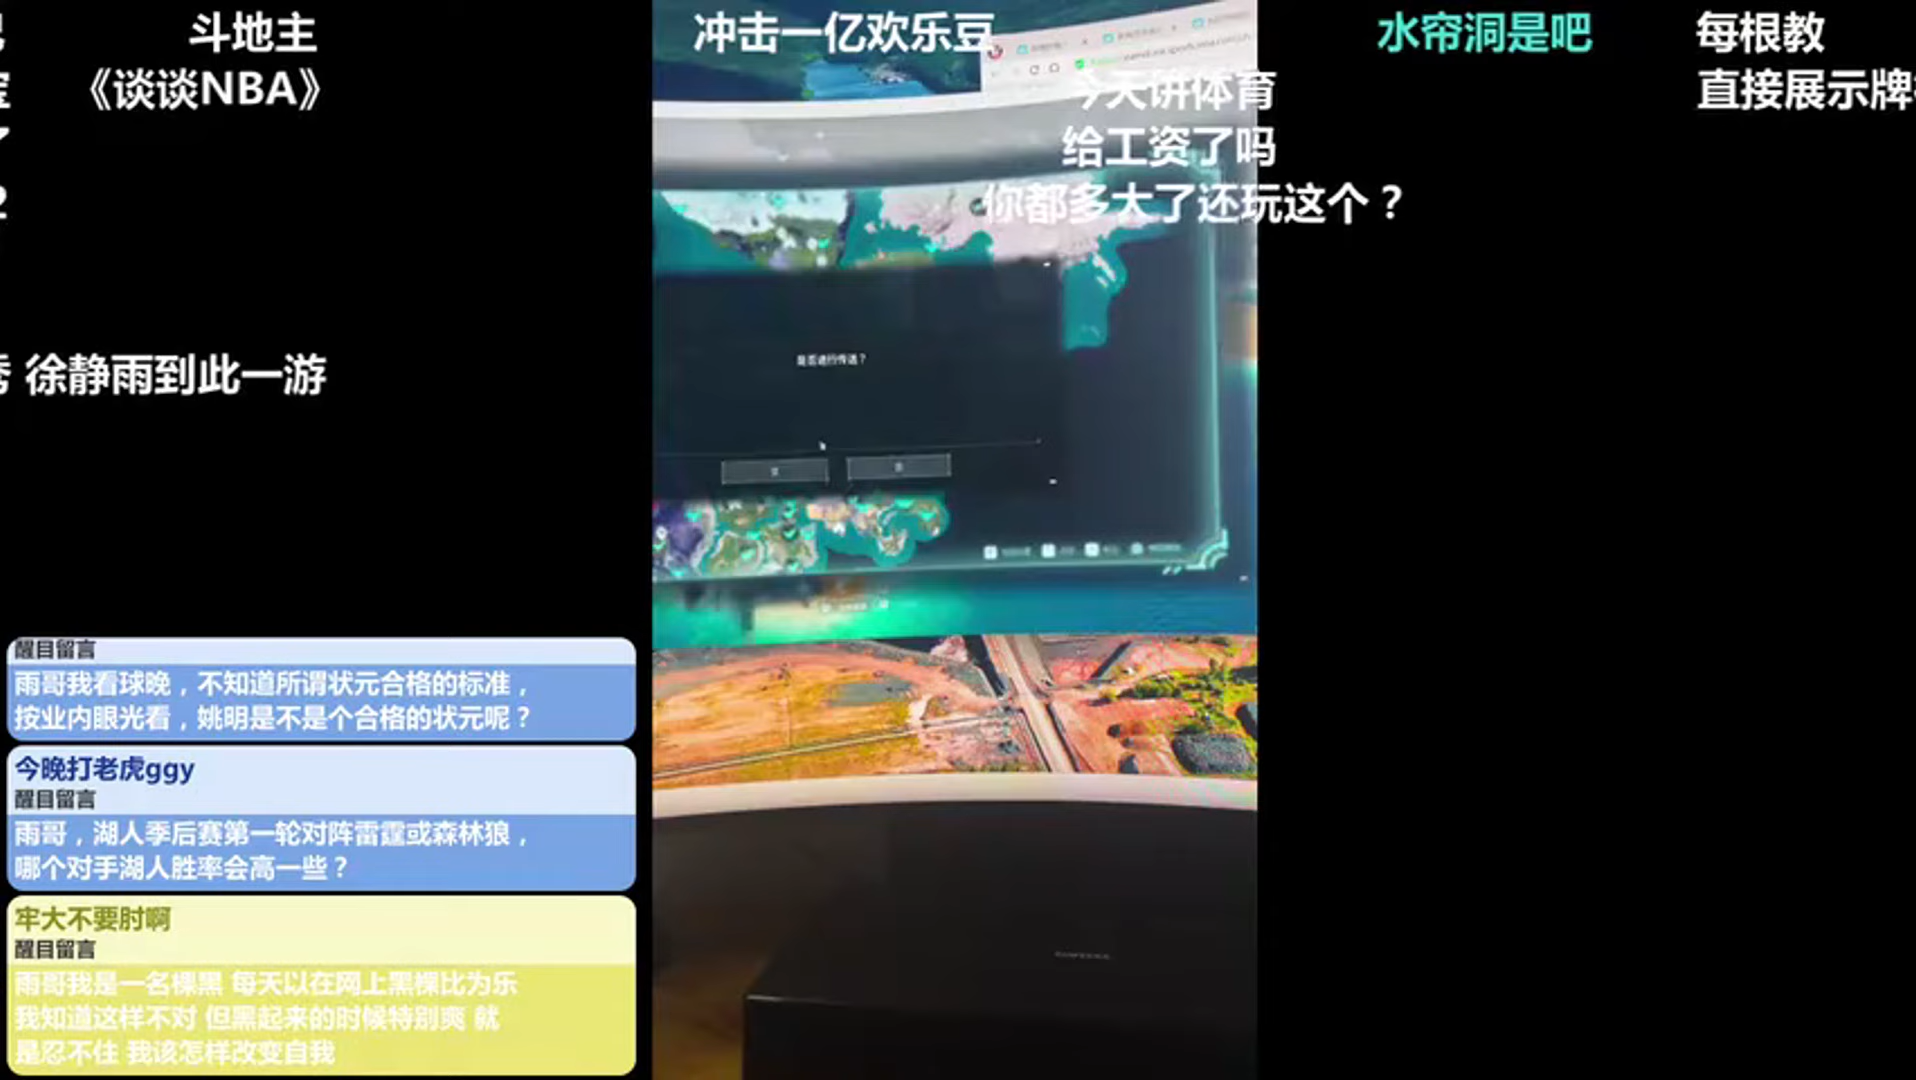 斗地主
冲击一亿欢乐豆
水帘洞是吧
每根教
《谈谈NBA》
今天讲体育
直接展示牌
给工资了吗
你都多大了还玩这个？
是否进行传送？
徐静雨到此一游
醒目留言
雨哥我看球晚，不知道所谓状元合格的标准，
按业内眼光看，姚明是不是个合格的状元呢？
今晚打老虎ggy
醒目留言
雨哥，湖人季后赛第一轮对阵雷霆或森林狼，
哪个对手湖人胜率会高一些？
牢大不要肘啊
醒目留言
雨哥我是一名棵黑 每天以在网上黑棵比为乐
我知道这样不对 但黑起来的时候特别爽 就
是忍不住 我该怎样改变自我
SAMSUNG